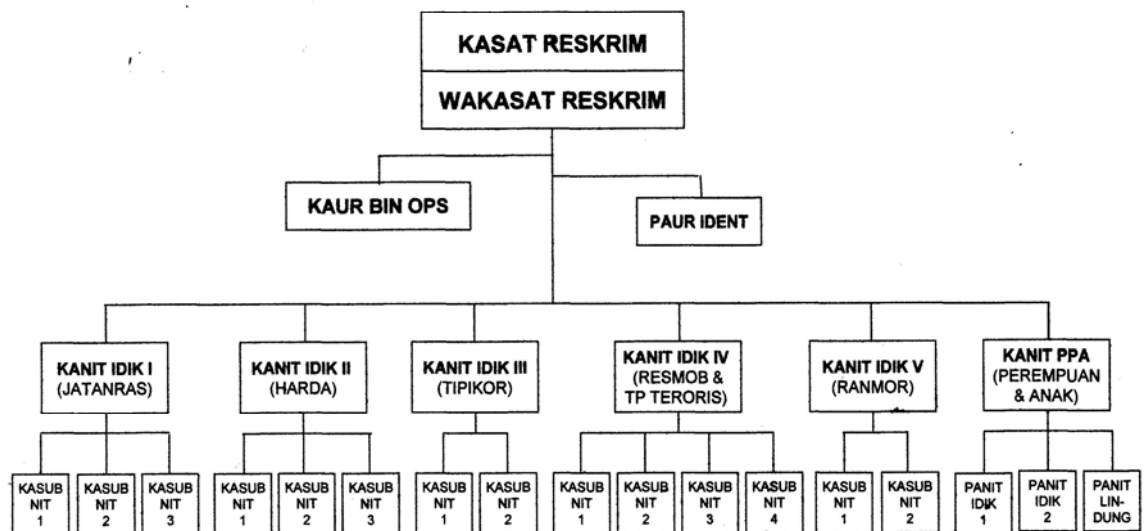 KASAT RESKRIM
WAKASAT RESKRIM
KAUR BIN OPS
PAUR IDENT
KANIT IDIK I
(JATANRAS)
KANIT IDIK II
(HARDA)
KANIT IDIK III
(TIPIKOR)
KANIT IDIK IV
(RESMOB &
TP TERORIS)
KANIT IDIK V
(RANMOR)
KANIT PPA
(PEREMPUAN
& ANAK)
KASUB
NIT
1
KASUB
NIT
2
KASUB
NIT
3
KASUB
NIT
1
KASUB
NIT
2
KASUB
NIT
3
KASUB
NIT
1
KASUB
NIT
2
KASUB
NIT
1
KASUB
NIT
2
KASUB
NIT
3
KASUB
NIT
4
KASUB
NIT
1
KASUB
NIT
2
PANIT
IDIK
1
PANIT
IDIK
2
PANIT
LIN-
DUNG